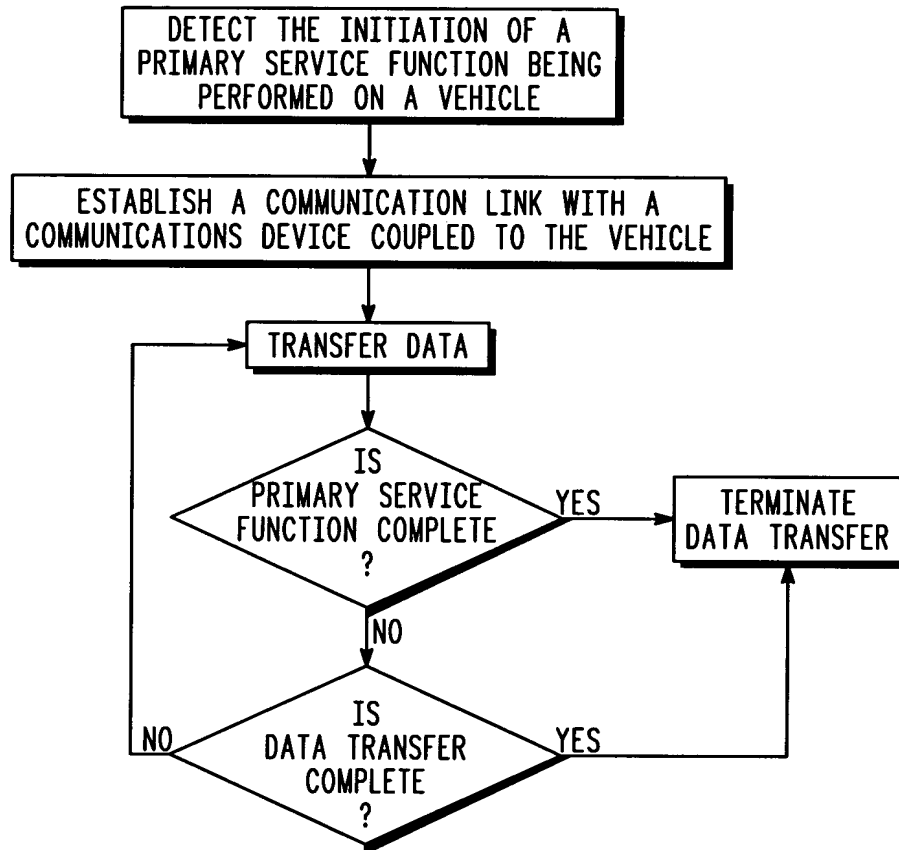 DETECT THE INITIATION OF A
PRIMARY SERVICE FUNCTION BEING
PERFORMED ON A VEHICLE
ESTABLISH A COMMUNICATION LINK WITH A
COMMUNICATIONS DEVICE COUPLED TO THE VEHICLE
TRANSFER DATA
IS
PRIMARY SERVICE
FUNCTION COMPLETE
?
YES
TERMINATE
DATA TRANSFER
NO
IS
DATA TRANSFER
COMPLETE
?
NO
YES